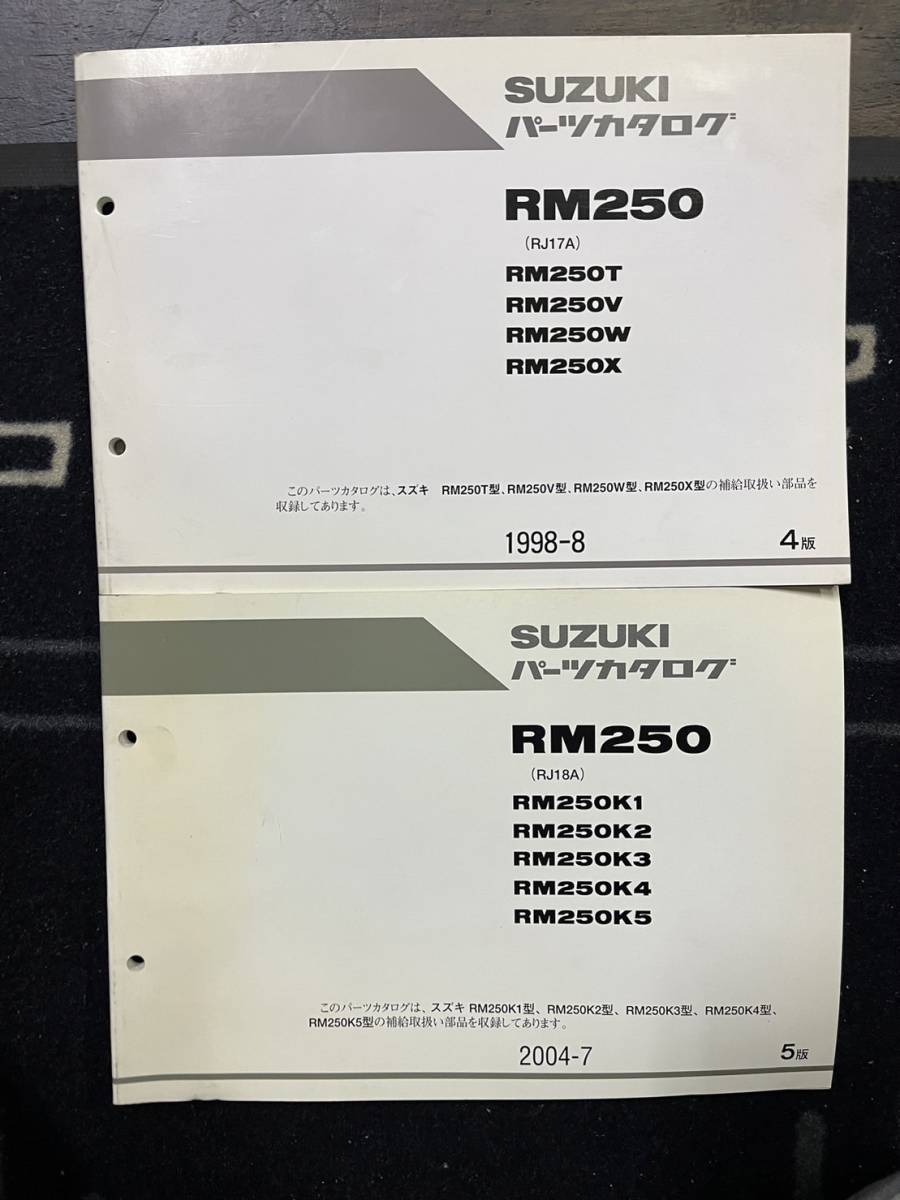 SUZUKI
パーツカタログ
RM250
（RJ17A）
RM250T
RM250V
RM250W
RM250X
このパーツカタログは、スズキ RM250T型、RM250V型、RM250W型、RM250X型の補給取扱い部品を
収録してあります。
1998-8 4版
SUZUKI
パーツカタログ
RM250
（RJ18A）
RM250K1
RM250K2
RM250K3
RM250K4
RM250K5
このパーツカタログは、スズキ RM250K1型、RM250K2型、RM250K3型、RM250K4型、
RM250K5型の補給取扱い部品を収録してあります。
2004-7 5版